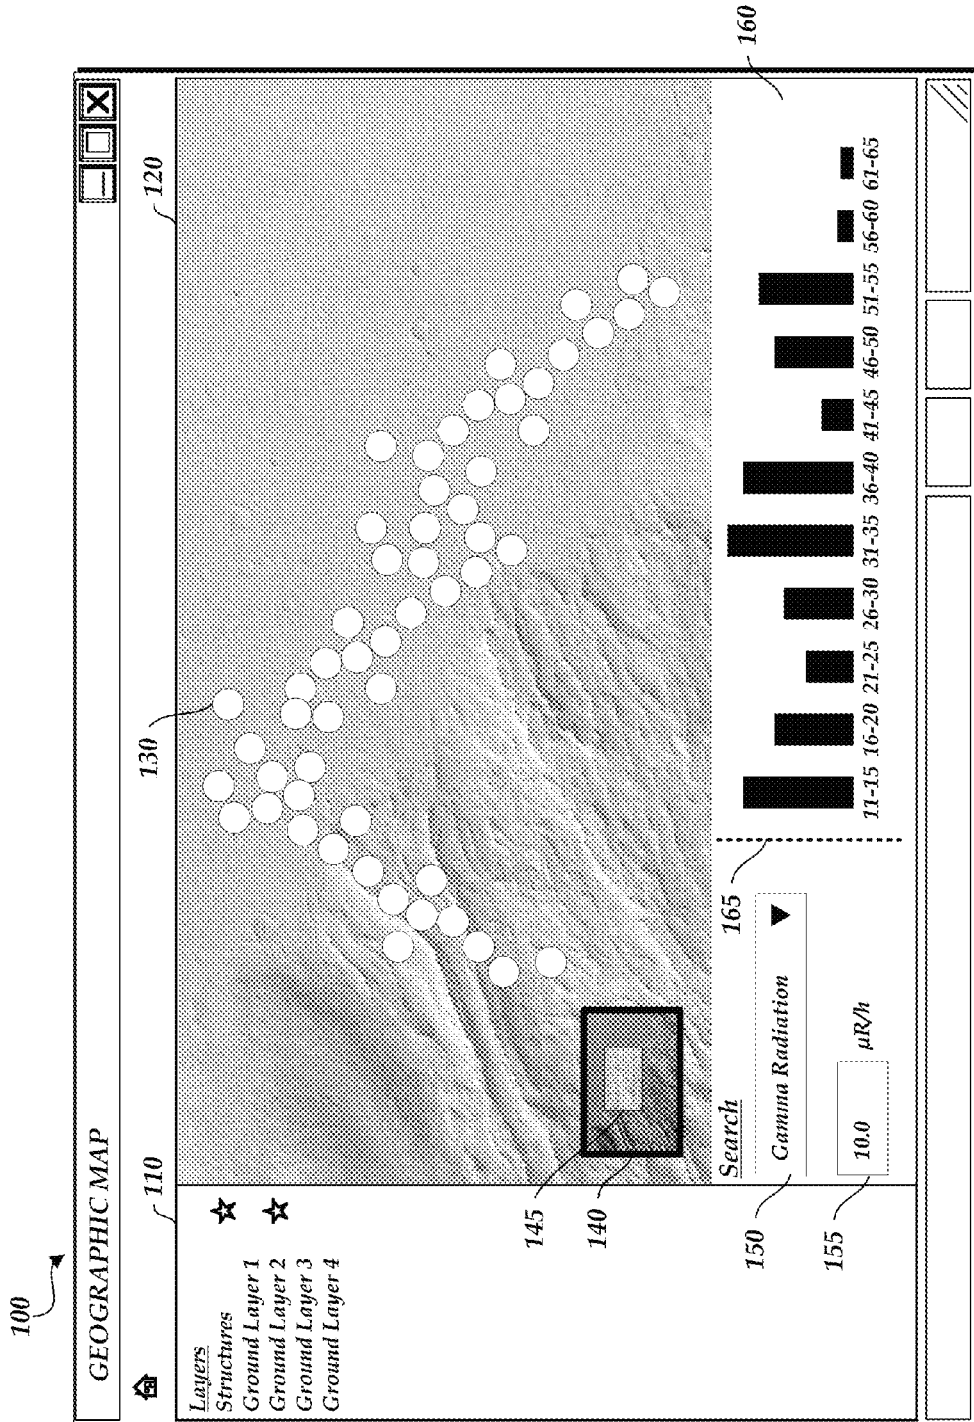 100
GEOGRAPHIC MAP
110
130
120
Layers
Structures
Ground Layer 1
Ground Layer 2
Ground Layer 3
Ground Layer 4
145
140
150
155
Search
Gamma Radiation
10.0 µR/h
165
160
11-15 16-20 21-25 26-30 31-35 36-40 41-45 46-50 51-55 56-60 61-65